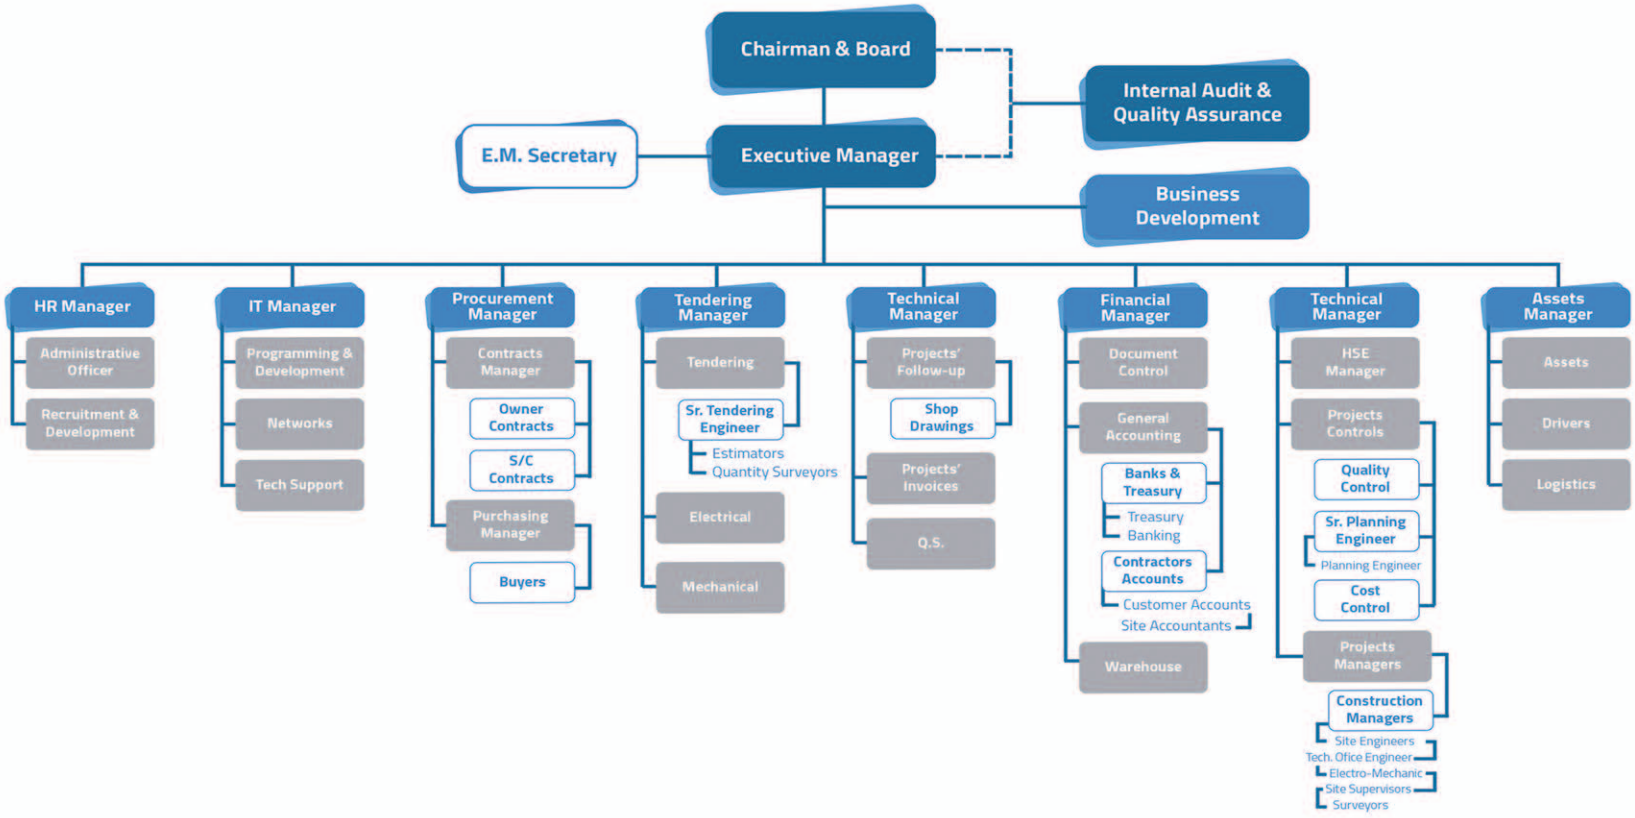 Chairman & Board
Internal Audit &
Quality Assurance
E.M. Secretary
Executive Manager
Business
Development
HR Manager
Administrative
Officer
Recruitment &
Development
IT Manager
Programming &
Development
Networks
Tech Support
Procurement
Manager
Contracts
Manager
Owner
Contracts
S/C
Contracts
Purchasing
Manager
Buyers
Tendering
Manager
Tendering
Sr. Tendering
Engineer
Estimators
Quantity Surveyors
Electrical
Mechanical
Technical
Manager
Projects'
Follow-up
Shop
Drawings
Projects'
Invoices
Q.S.
Financial
Manager
Document
Control
General
Accounting
Banks &
Treasury
Treasury
Banking
Contractors
Accounts
Customer Accounts
Site Accountants
Warehouse
Technical
Manager
HSE
Manager
Projects
Controls
Quality
Control
Sr. Planning
Engineer
Planning Engineer
Cost
Control
Projects
Managers
Construction
Managers
Site Engineers
Tech. Ofice Engineer
Electro-Mechanic
Site Supervisors
Surveyors
Assets
Manager
Assets
Drivers
Logistics